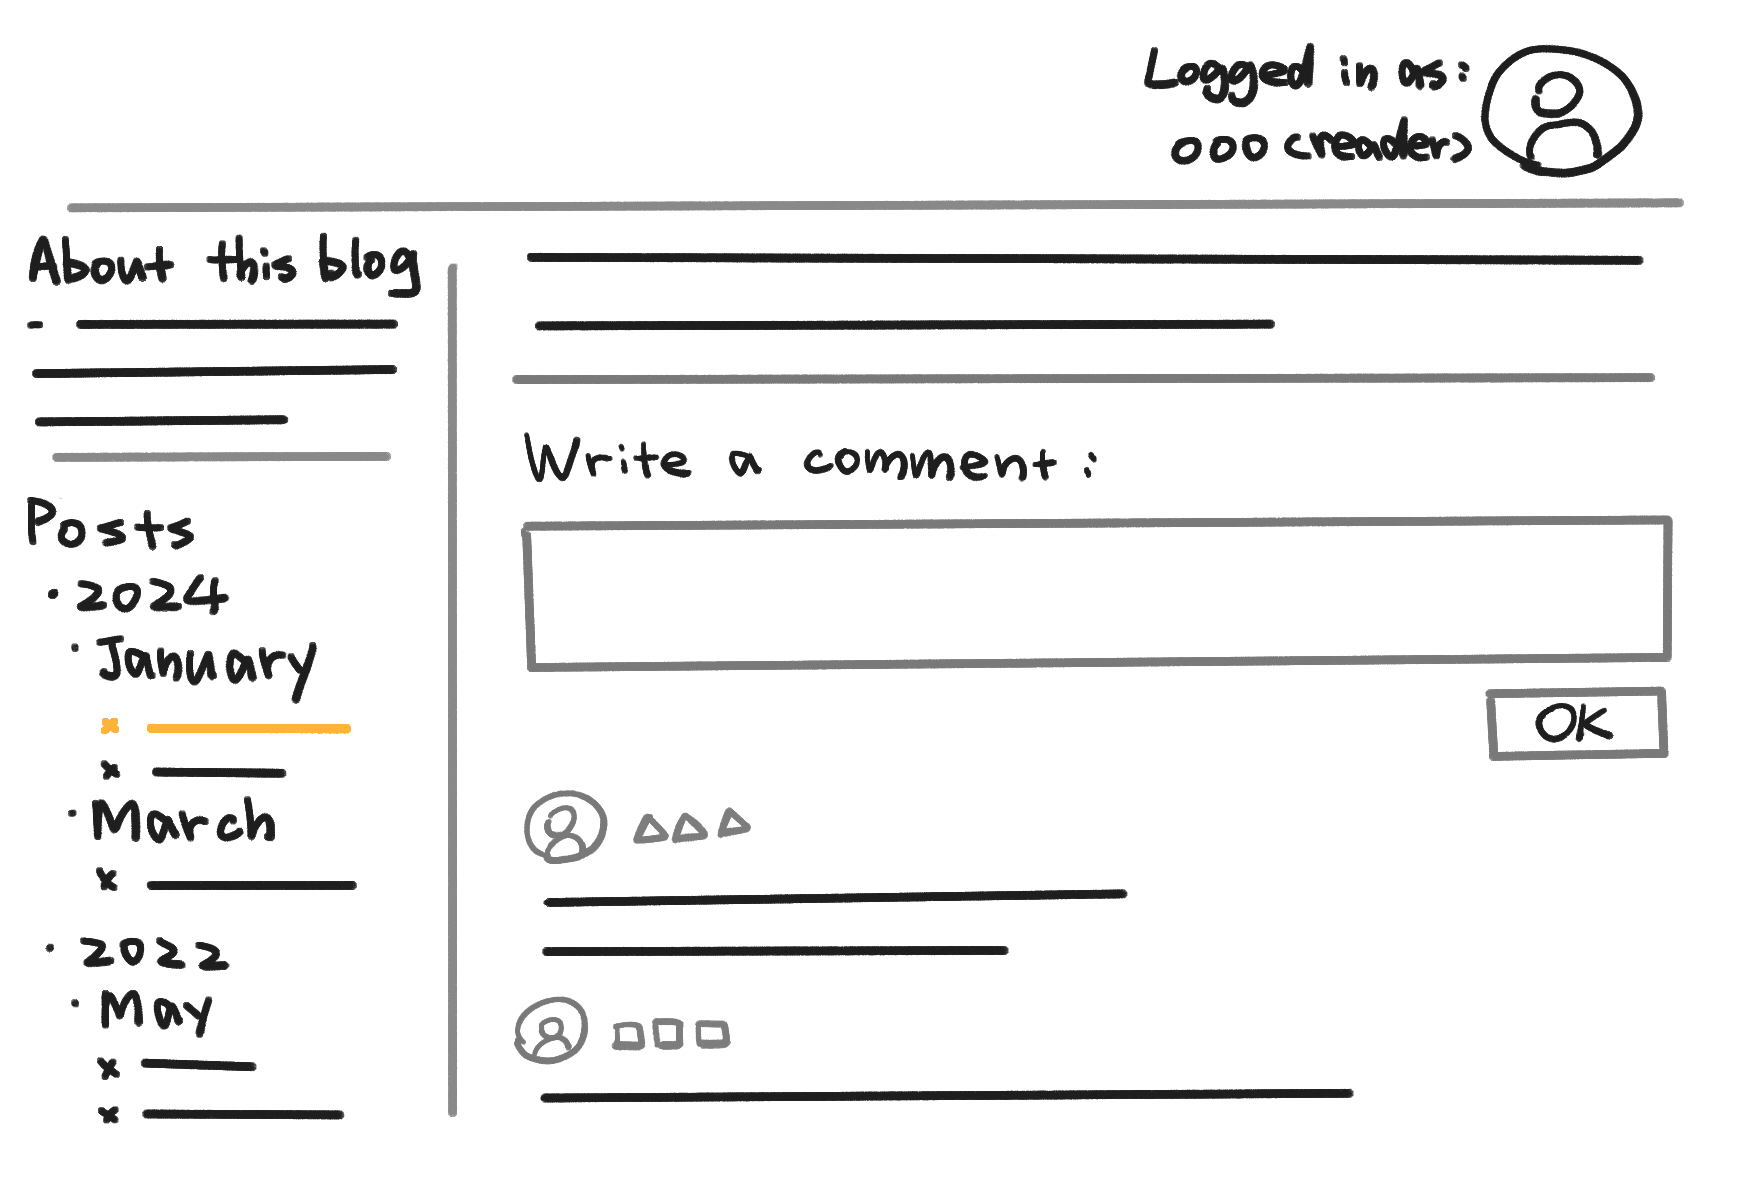 Logged in as:
ooo (reader)
About this blog
Posts
· 2024
· January
x
x
· March
x
· 2022
· May
x
x
Write a comment :
OK
△△△
□□□